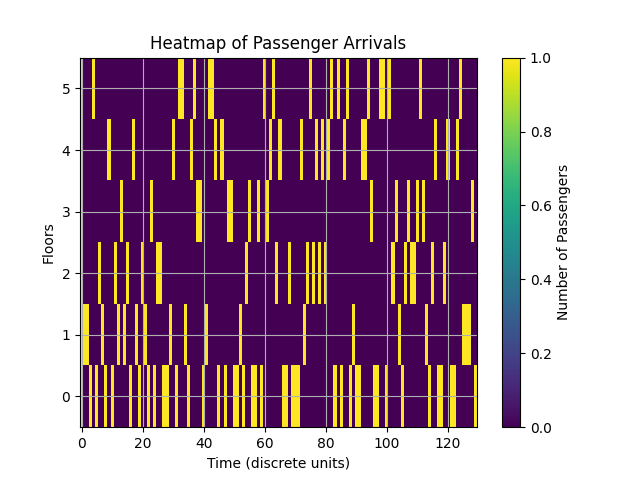 Heatmap of Passenger Arrivals
5
4
3
2
1
0
Floors
0 20 40 60 80 100 120
Time (discrete units)
1.0
0.8
0.6
0.4
0.2
0.0
Number of Passengers